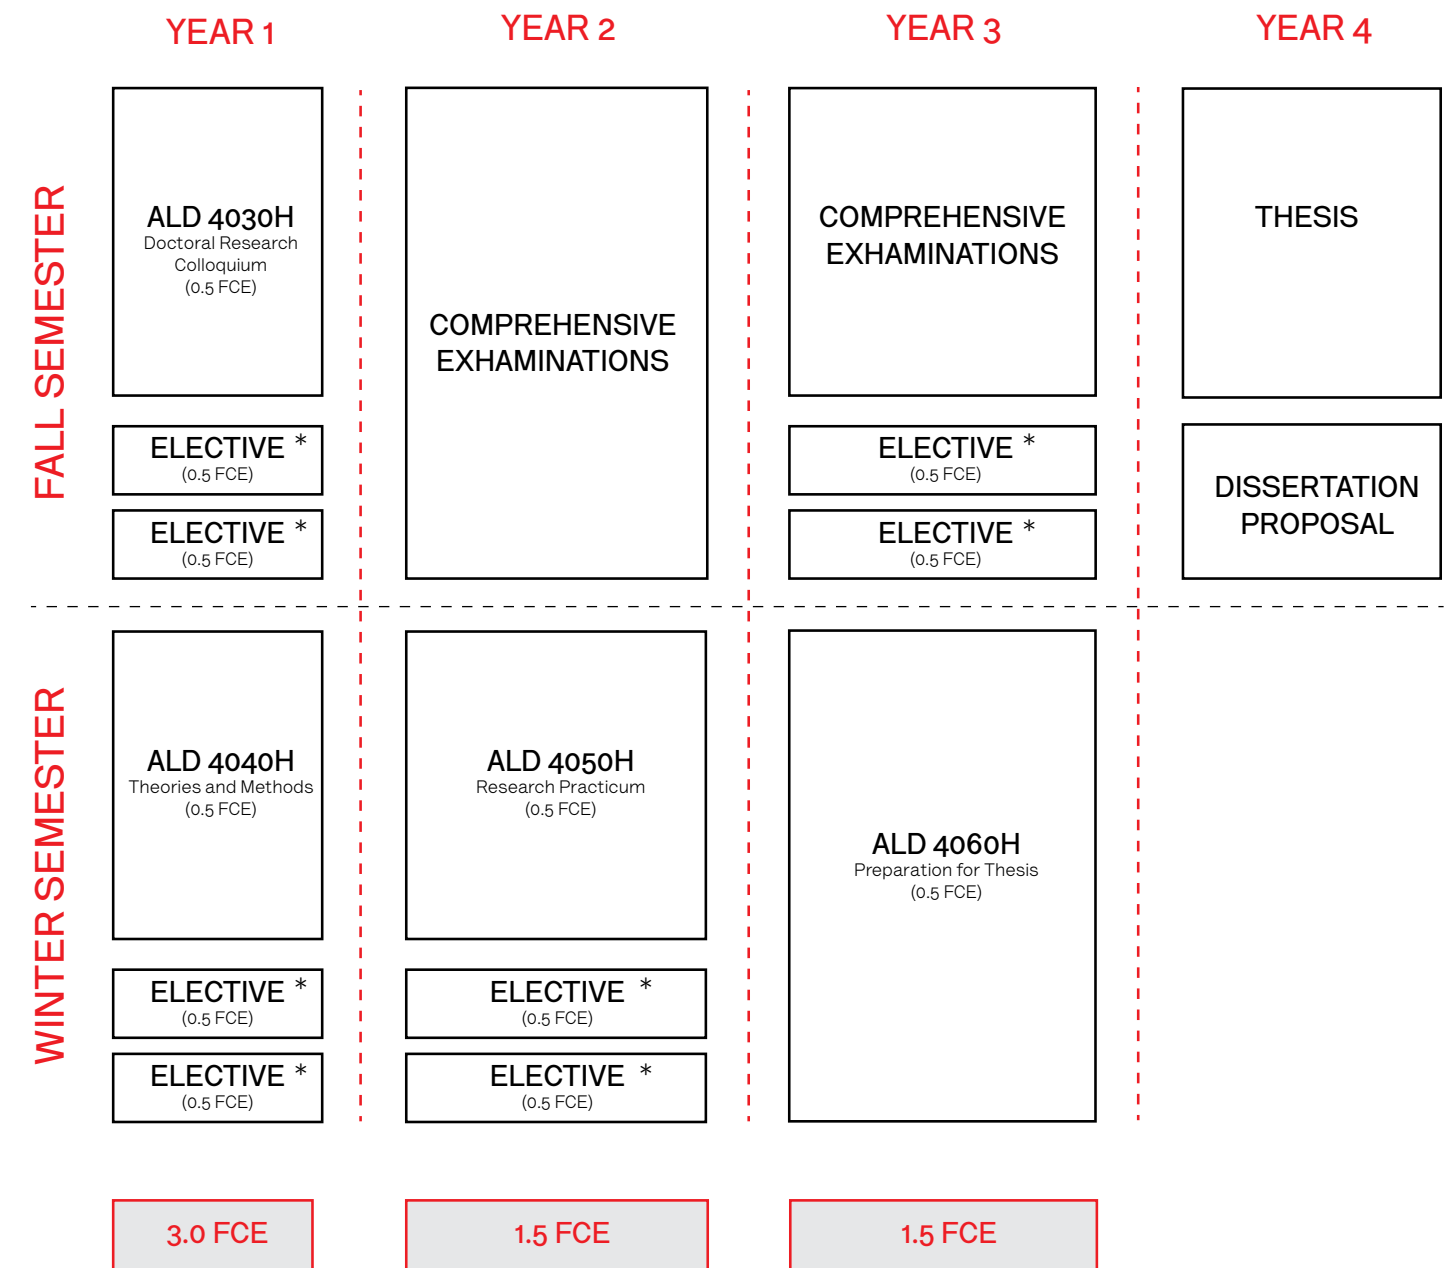 YEAR 1
YEAR 2
YEAR 3
YEAR 4
FALL SEMESTER
ALD 4030H
Doctoral Research
Colloquium
(0.5 FCE)
ELECTIVE *
(0.5 FCE)
ELECTIVE *
(0.5 FCE)
COMPREHENSIVE
EXHAMINATIONS
COMPREHENSIVE
EXHAMINATIONS
ELECTIVE *
(0.5 FCE)
ELECTIVE *
(0.5 FCE)
THESIS
DISSERTATION
PROPOSAL
WINTER SEMESTER
ALD 4040H
Theories and Methods
(0.5 FCE)
ELECTIVE *
(0.5 FCE)
ELECTIVE *
(0.5 FCE)
ALD 4050H
Research Practicum
(0.5 FCE)
ELECTIVE *
(0.5 FCE)
ELECTIVE *
(0.5 FCE)
ALD 4060H
Preparation for Thesis
(0.5 FCE)
3.0 FCE
1.5 FCE
1.5 FCE